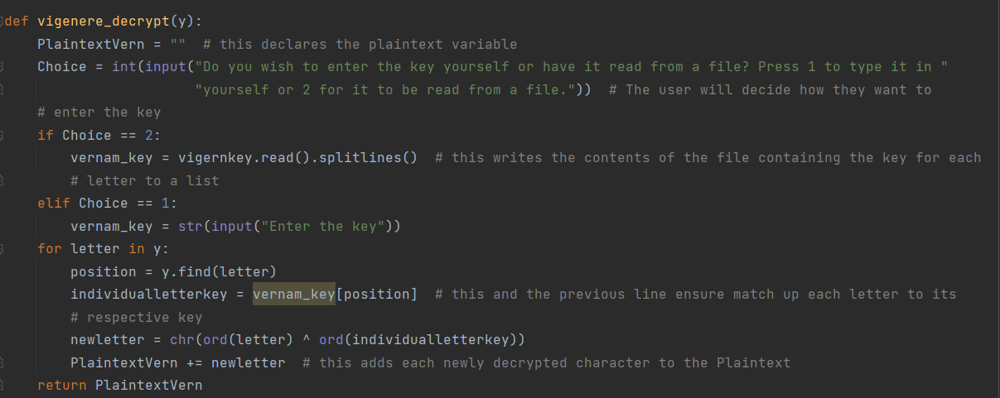 def vigenere_decrypt(y):
    PlaintextVern = ""  # this declares the plaintext variable
    Choice = int(input("Do you wish to enter the key yourself or have it read from a file? Press 1 to type it in "
                       "yourself or 2 for it to be read from a file."))  # The user will decide how they want to
    # enter the key
    if Choice == 2:
        vernam_key = vigernkey.read().splitlines()  # this writes the contents of the file containing the key for each
        # letter to a list
    elif Choice == 1:
        vernam_key = str(input("Enter the key"))
    for letter in y:
        position = y.find(letter)
        individualletterkey = vernam_key[position]  # this and the previous line ensure match up each letter to its
        # respective key
        newletter = chr(ord(letter) ^ ord(individualletterkey))
        PlaintextVern += newletter  # this adds each newly decrypted character to the Plaintext
    return PlaintextVern